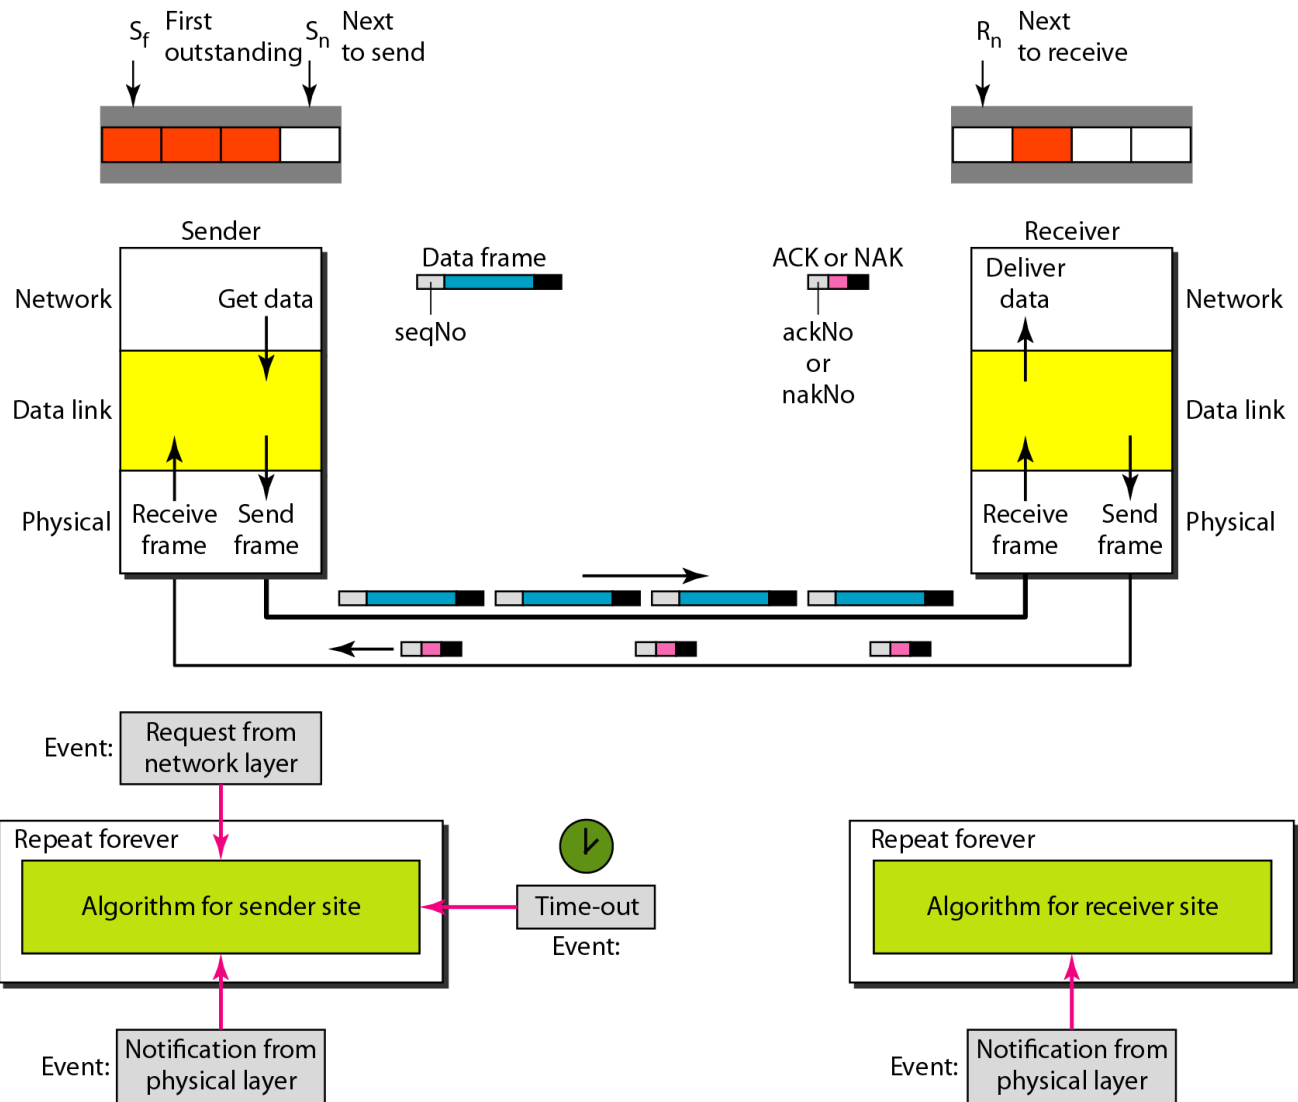 Sf First
outstanding
Sn Next
to send
Rn Next
to receive
Sender
Receiver
Data frame
ACK or NAK
seqNo
ackNo
or
nakNo
Network
Get data
Deliver
data
Network
Data link
Data link
Physical
Receive
frame
Send
frame
Receive
frame
Send
frame
Physical
Event:
Request from
network layer
Repeat forever
Algorithm for sender site
Time-out
Event:
Repeat forever
Algorithm for receiver site
Event:
Notification from
physical layer
Event:
Notification from
physical layer